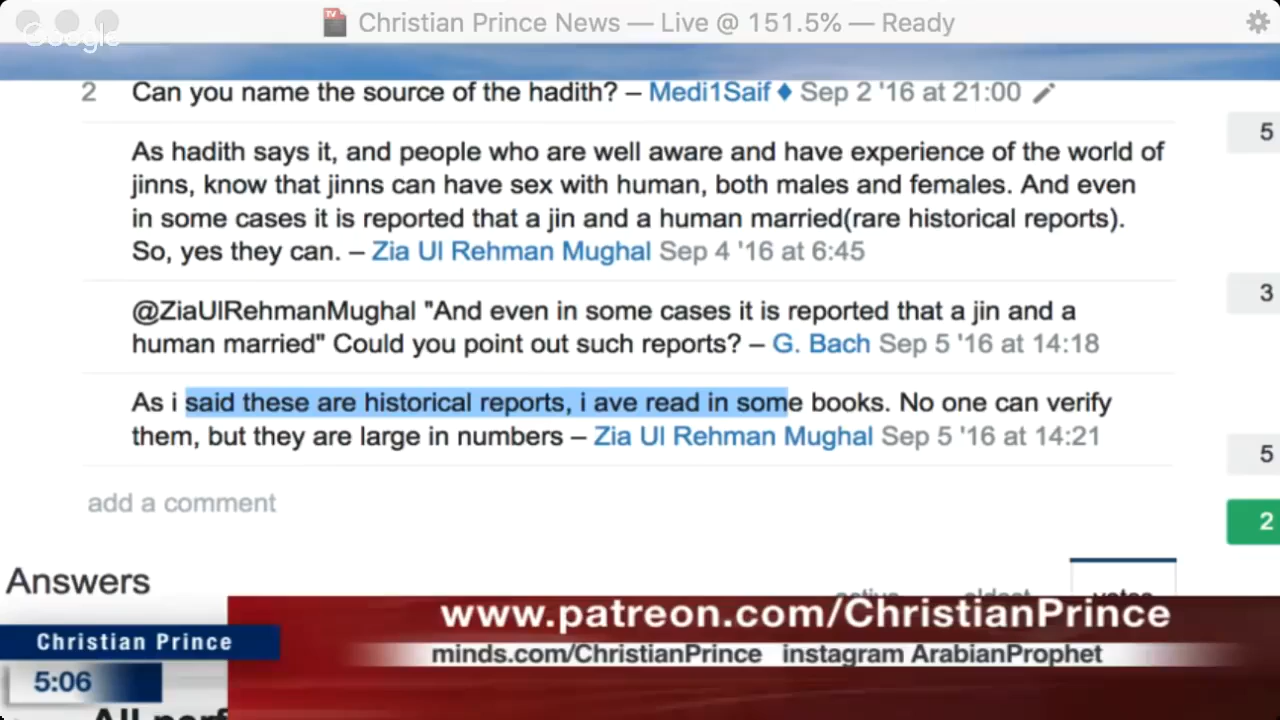 Christian Prince News — Live @ 151.5% — Ready
Google
2 Can you name the source of the hadith? – Medi1Saif ♦ Sep 2 '16 at 21:00
As hadith says it, and people who are well aware and have experience of the world of
jinns, know that jinns can have sex with human, both males and females. And even
in some cases it is reported that a jin and a human married(rare historical reports).
So, yes they can. – Zia Ul Rehman Mughal Sep 4 '16 at 6:45
@ZiaUlRehmanMughal "And even in some cases it is reported that a jin and a
human married" Could you point out such reports? – G. Bach Sep 5 '16 at 14:18
As i said these are historical reports, i ave read in some books. No one can verify
them, but they are large in numbers – Zia Ul Rehman Mughal Sep 5 '16 at 14:21
add a comment
5
3
5
2
Answers
active oldest votes
www.patreon.com/ChristianPrince
Christian Prince
minds.com/ChristianPrince instagram ArabianProphet
5:06